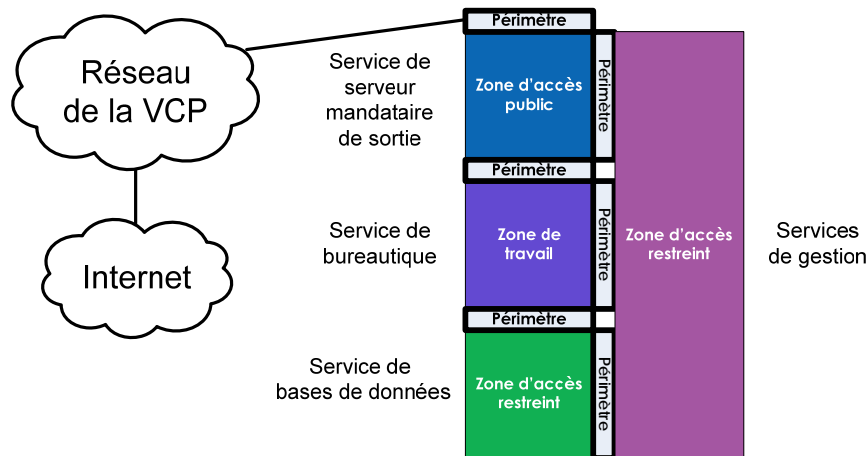 Réseau
de la VCP
Internet
Service de
serveur
mandataire
de sortie
Service de
bureautique
Service de
bases de données
Périmètre
Zone d'accès
public
Périmètre
Périmètre
Zone de
travail
Périmètre
Périmètre
Zone d'accès
restreint
Périmètre
Zone d'accès
restreint
Services
de gestion